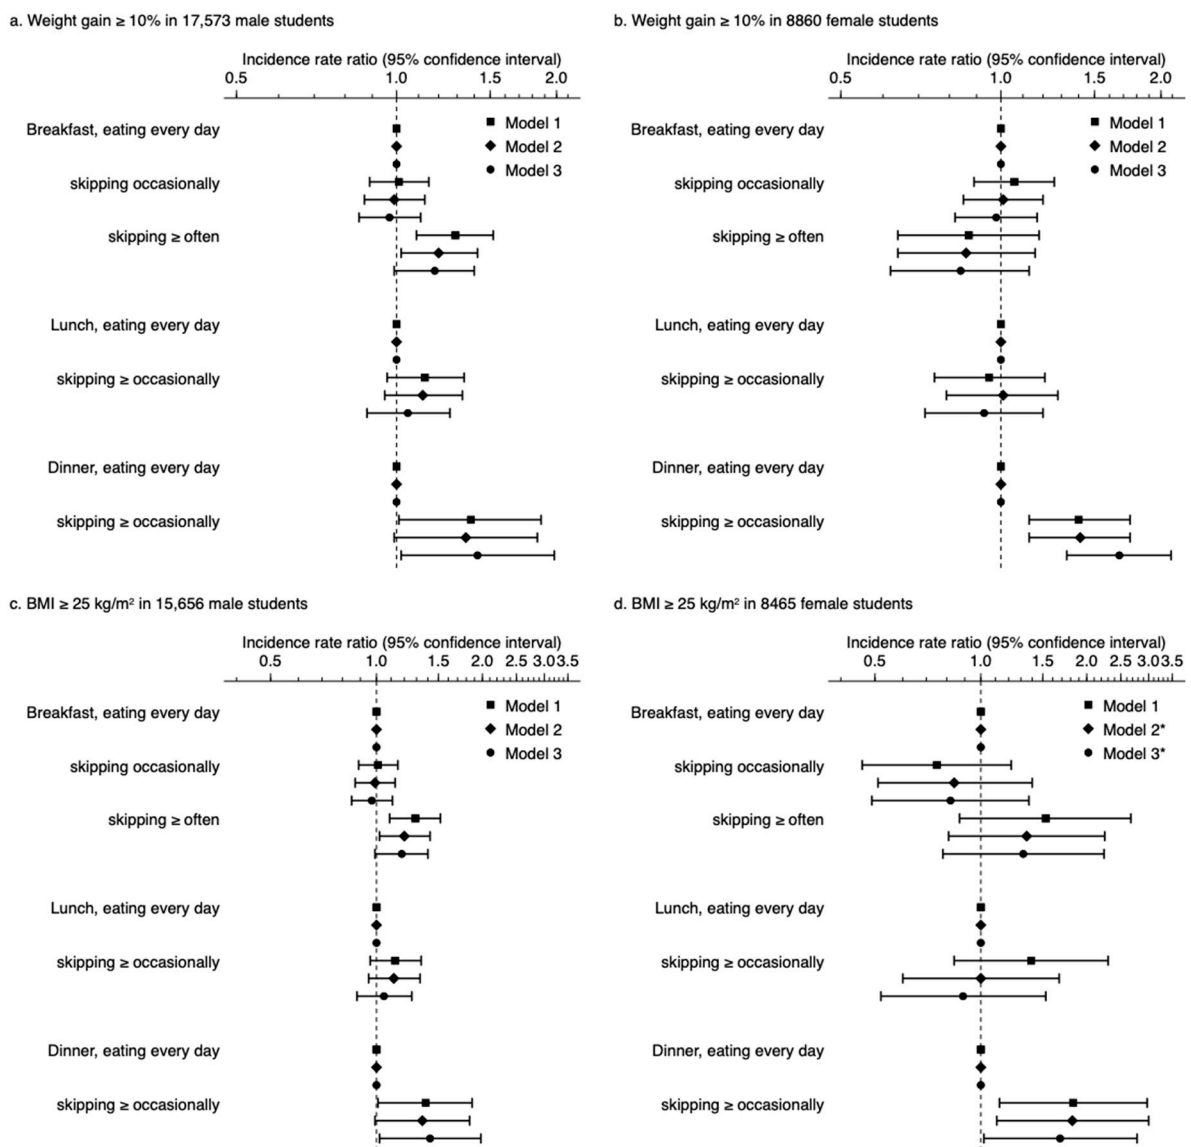 a. Weight gain ≥ 10% in 17,573 male students
Incidence rate ratio (95% confidence interval)
0.5 1.0 1.5 2.0
Breakfast, eating every day
skipping occasionally
skipping ≥ often
Lunch, eating every day
skipping ≥ occasionally
Dinner, eating every day
skipping ≥ occasionally
Model 1
Model 2
Model 3
b. Weight gain ≥ 10% in 8860 female students
Incidence rate ratio (95% confidence interval)
0.5 1.0 1.5 2.0
Breakfast, eating every day
skipping occasionally
skipping ≥ often
Lunch, eating every day
skipping ≥ occasionally
Dinner, eating every day
skipping ≥ occasionally
Model 1
Model 2
Model 3
c. BMI ≥ 25 kg/m² in 15,656 male students
Incidence rate ratio (95% confidence interval)
0.5 1.0 1.5 2.0 2.5 3.0 3.5
Breakfast, eating every day
skipping occasionally
skipping ≥ often
Lunch, eating every day
skipping ≥ occasionally
Dinner, eating every day
skipping ≥ occasionally
Model 1
Model 2
Model 3
d. BMI ≥ 25 kg/m² in 8465 female students
Incidence rate ratio (95% confidence interval)
0.5 1.0 1.5 2.0 2.5 3.0 3.5
Breakfast, eating every day
skipping occasionally
skipping ≥ often
Lunch, eating every day
skipping ≥ occasionally
Dinner, eating every day
skipping ≥ occasionally
Model 1
Model 2*
Model 3*